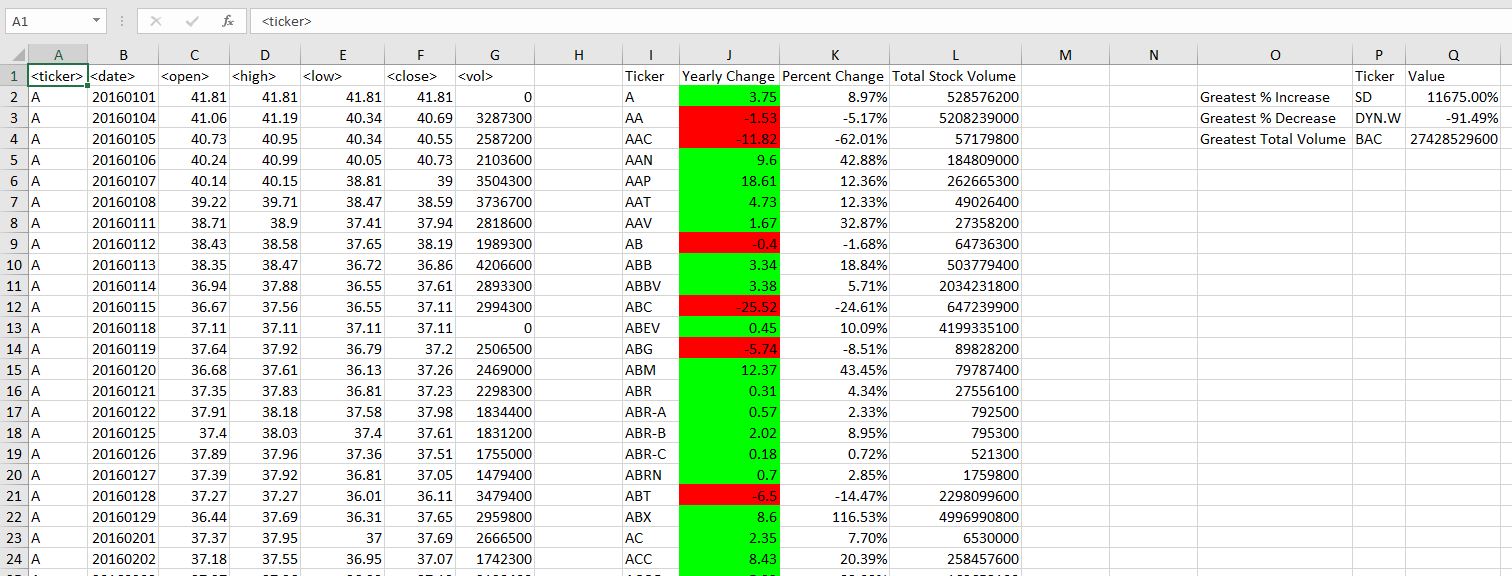 A1 fx <ticker>
A B C D E F G H I J K L M N O P Q
1 <ticker> <date> <open> <high> <low> <close> <vol> Ticker Yearly Change Percent Change Total Stock Volume Ticker Value
2 A 20160101 41.81 41.81 41.81 41.81 0 A 3.75 8.97% 528576200 Greatest % Increase SD 11675.00%
3 A 20160104 41.06 41.19 40.34 40.69 3287300 AA -1.53 -5.17% 5208239000 Greatest % Decrease DYN.W -91.49%
4 A 20160105 40.73 40.95 40.34 40.55 2587200 AAC -11.82 -62.01% 57179800 Greatest Total Volume BAC 27428529600
5 A 20160106 40.24 40.99 40.05 40.73 2103600 AAN 9.6 42.88% 184809000
6 A 20160107 40.14 40.15 38.81 39 3504300 AAP 18.61 12.36% 262665300
7 A 20160108 39.22 39.71 38.47 38.59 3736700 AAT 4.73 12.33% 49026400
8 A 20160111 38.71 38.9 37.41 37.94 2818600 AAV 1.67 32.87% 27358200
9 A 20160112 38.43 38.58 37.65 38.19 1989300 AB -0.4 -1.68% 64736300
10 A 20160113 38.35 38.47 36.72 36.86 4206600 ABB 3.34 18.84% 503779400
11 A 20160114 36.94 37.88 36.55 37.61 2893300 ABBV 3.38 5.71% 2034231800
12 A 20160115 36.67 37.56 36.55 37.11 2994300 ABC -25.52 -24.61% 647239900
13 A 20160118 37.11 37.11 37.11 37.11 0 ABEV 0.45 10.09% 4199335100
14 A 20160119 37.64 37.92 36.79 37.2 2506500 ABG -5.74 -8.51% 89828200
15 A 20160120 36.68 37.61 36.13 37.26 2469000 ABM 12.37 43.45% 79787400
16 A 20160121 37.35 37.83 36.81 37.23 2298300 ABR 0.31 4.34% 27556100
17 A 20160122 37.91 38.18 37.58 37.98 1834400 ABR-A 0.57 2.33% 792500
18 A 20160125 37.4 38.03 37.4 37.61 1831200 ABR-B 2.02 8.95% 795300
19 A 20160126 37.89 37.96 37.36 37.51 1755000 ABR-C 0.18 0.72% 521300
20 A 20160127 37.39 37.92 36.81 37.05 1479400 ABRN 0.7 2.85% 1759800
21 A 20160128 37.27 37.27 36.01 36.11 3479400 ABT -6.5 -14.47% 2298099600
22 A 20160129 36.44 37.69 36.31 37.65 2959800 ABX 8.6 116.53% 4996990800
23 A 20160201 37.37 37.95 37 37.69 2666500 AC 2.35 7.70% 6530000
24 A 20160202 37.18 37.55 36.95 37.07 1742300 ACC 8.43 20.39% 258457600